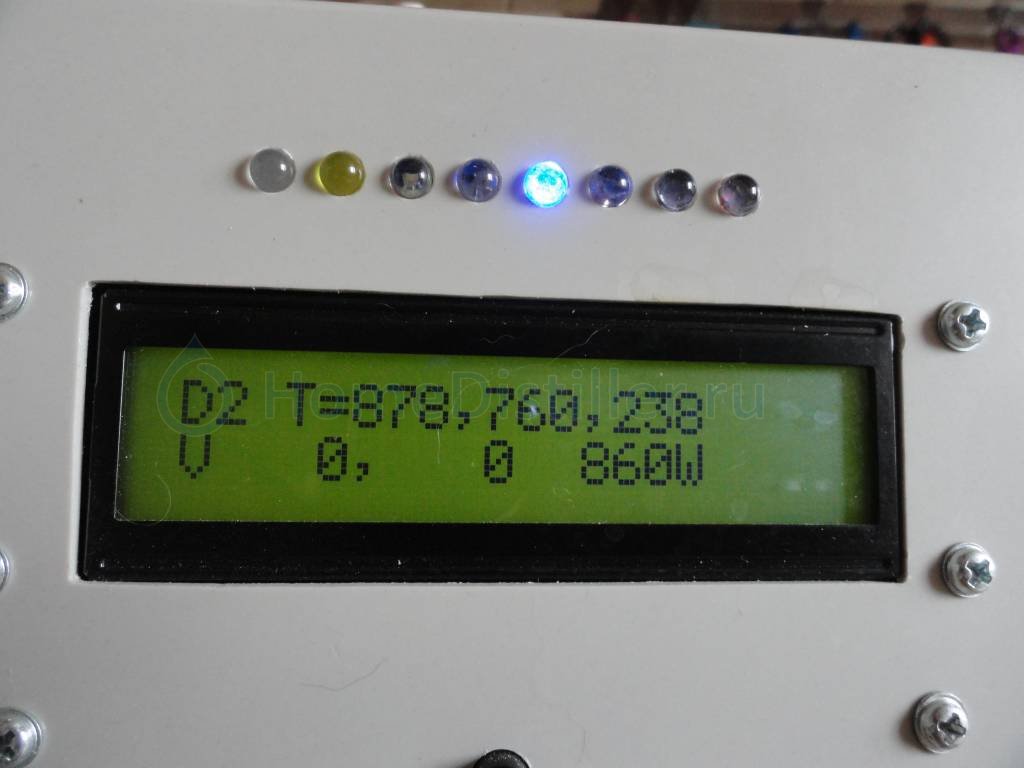 D2 T=878,760,238
V 0, 0 860W
HomeDistiller.ru